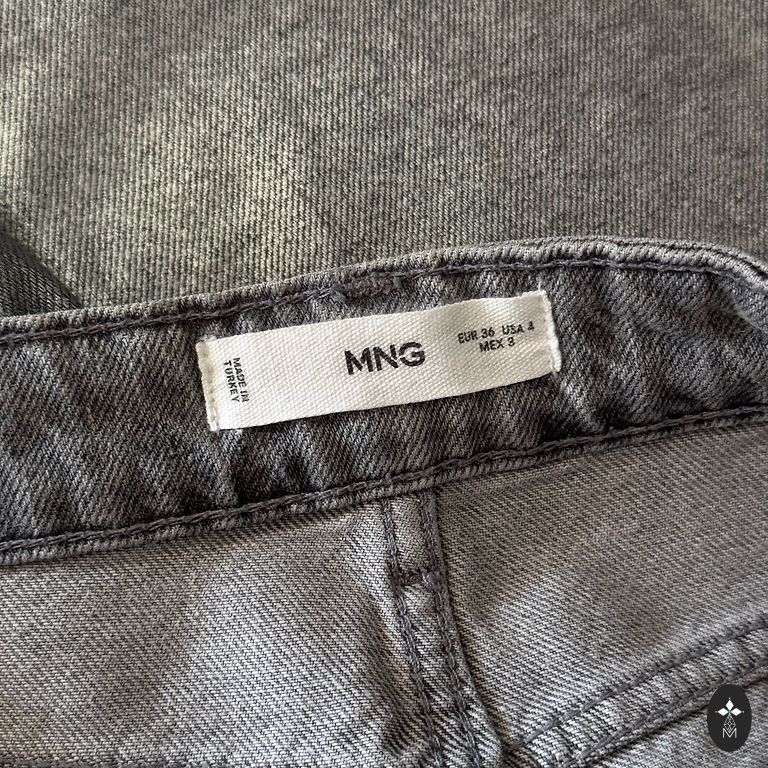 MADE IN
TURKEY
MNG
EUR 36 USA 4
MEX 3